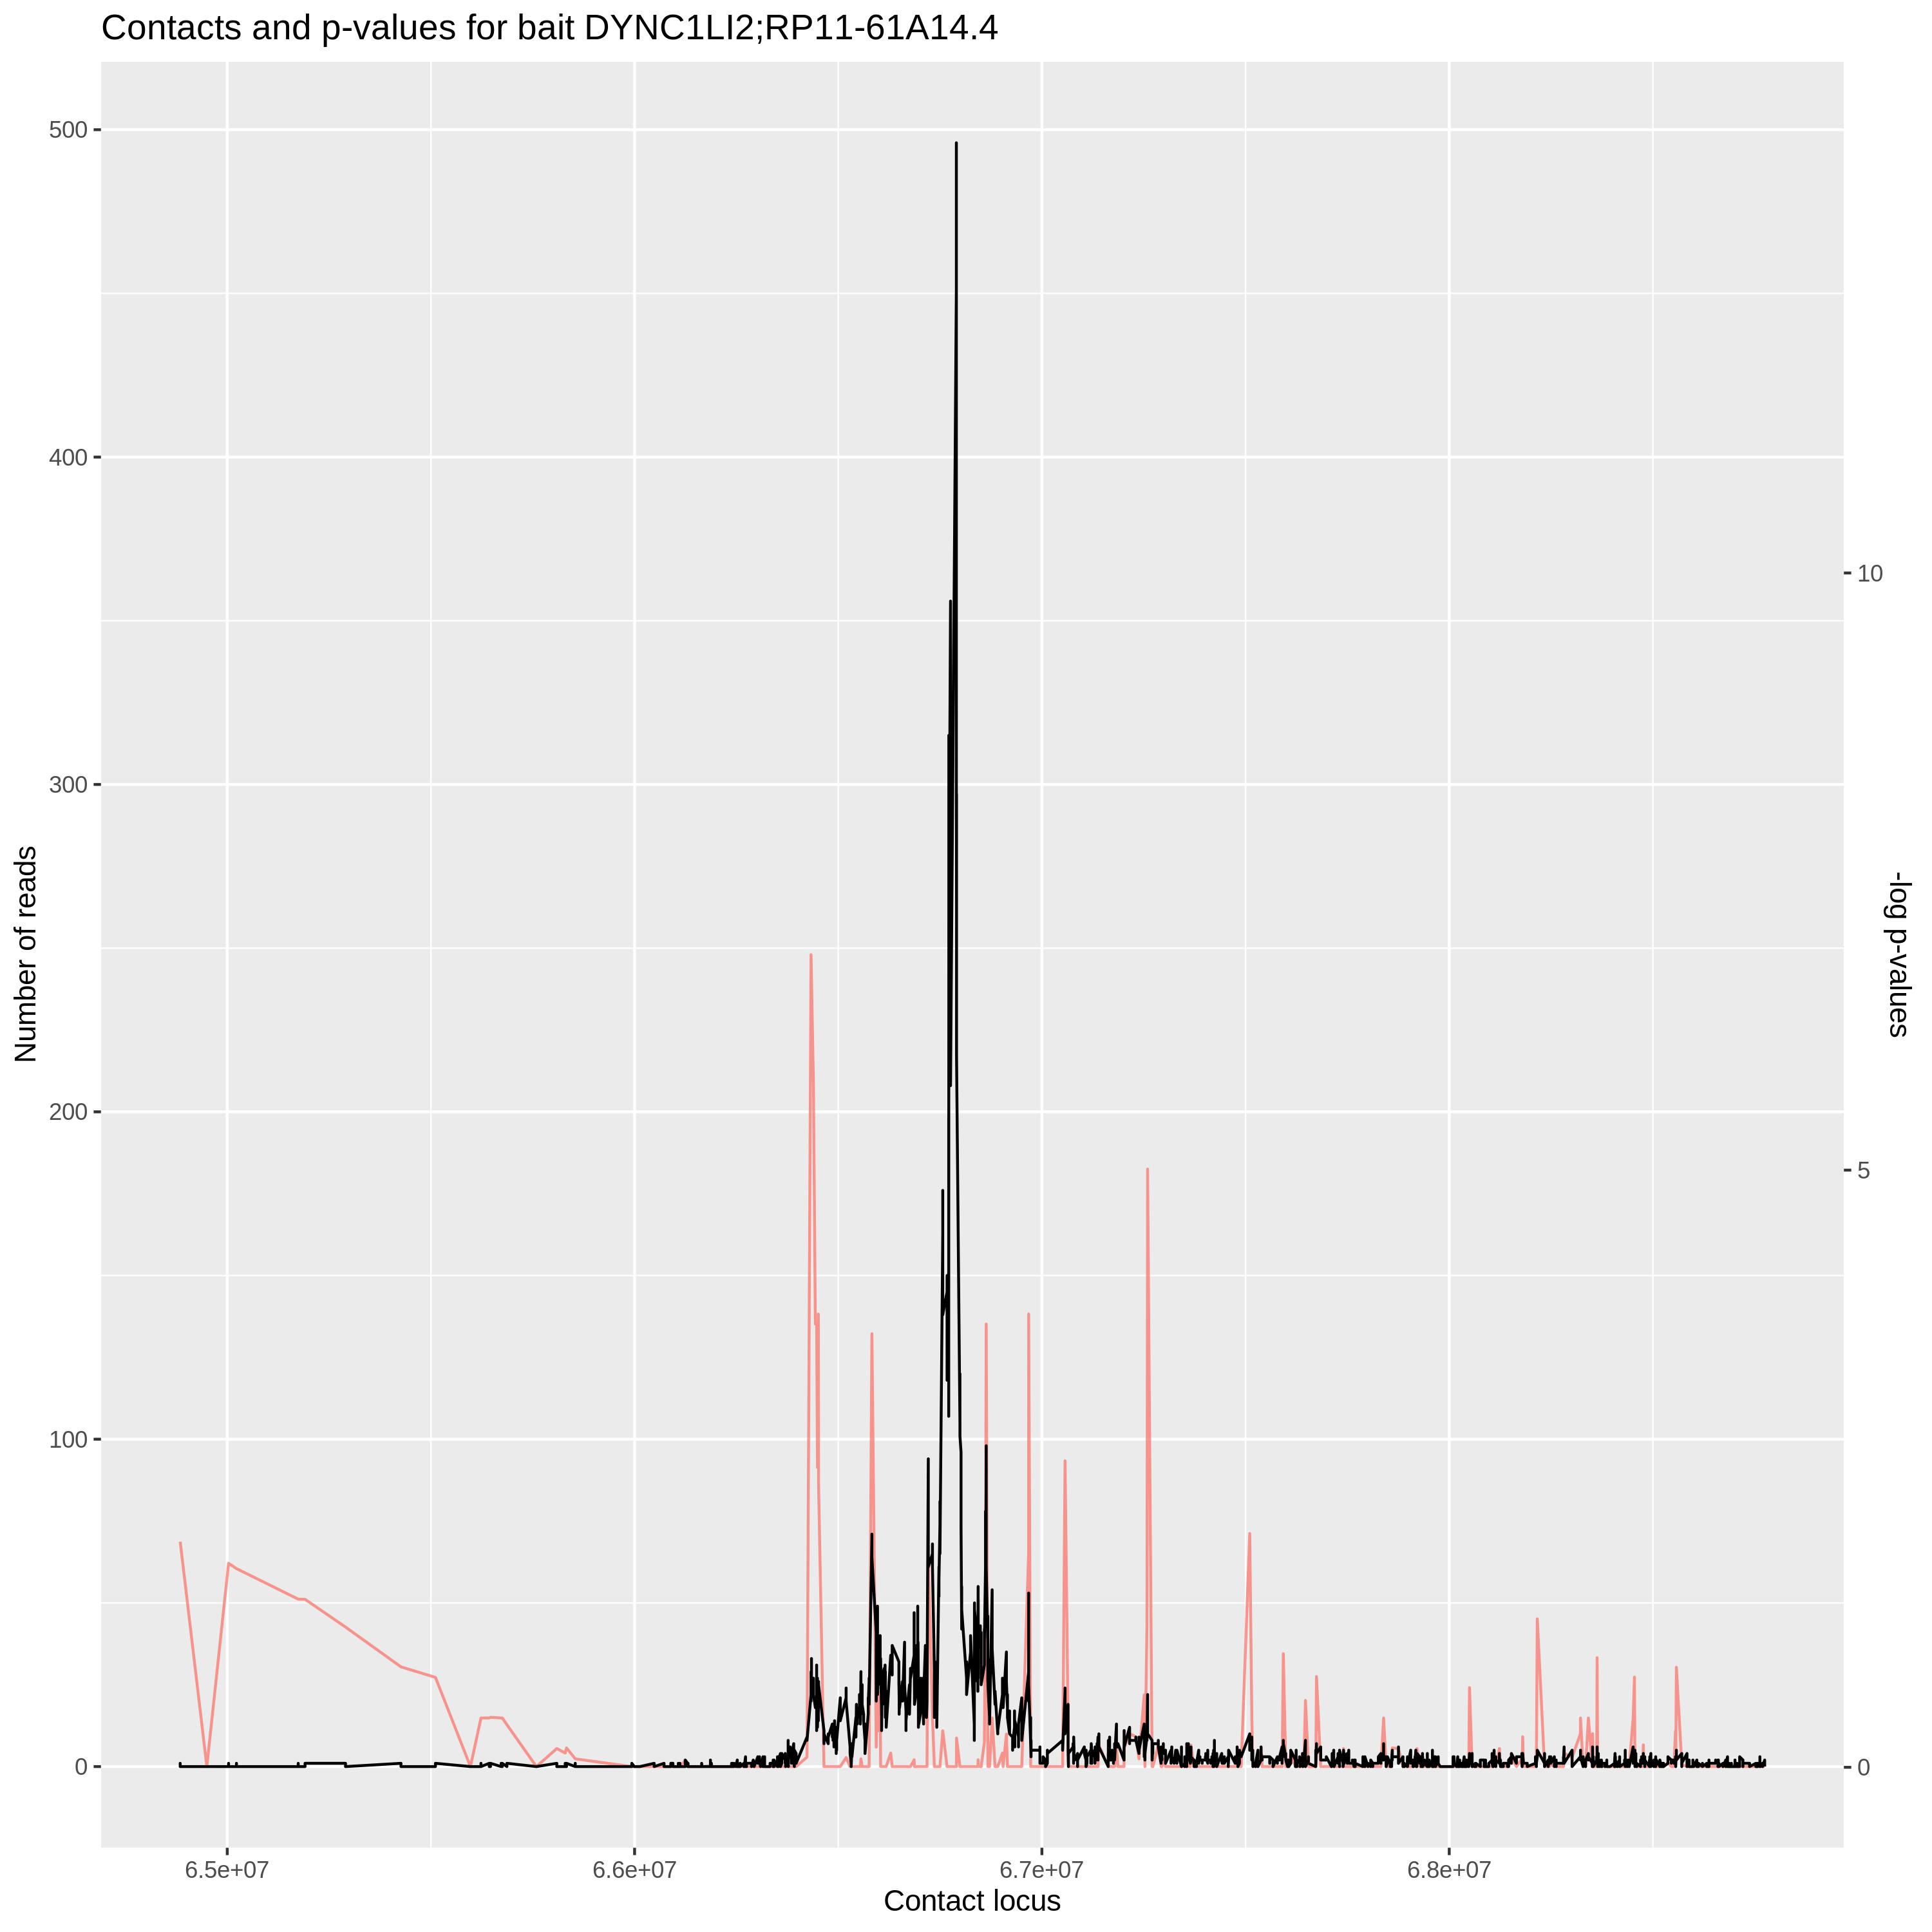 Contacts and p-values for bait DYNC1LI2;RP11-61A14.4
500
400
300
200
100
0
Number of reads
10
5
0
-log p-values
6.5e+07
6.6e+07
6.7e+07
6.8e+07
Contact locus